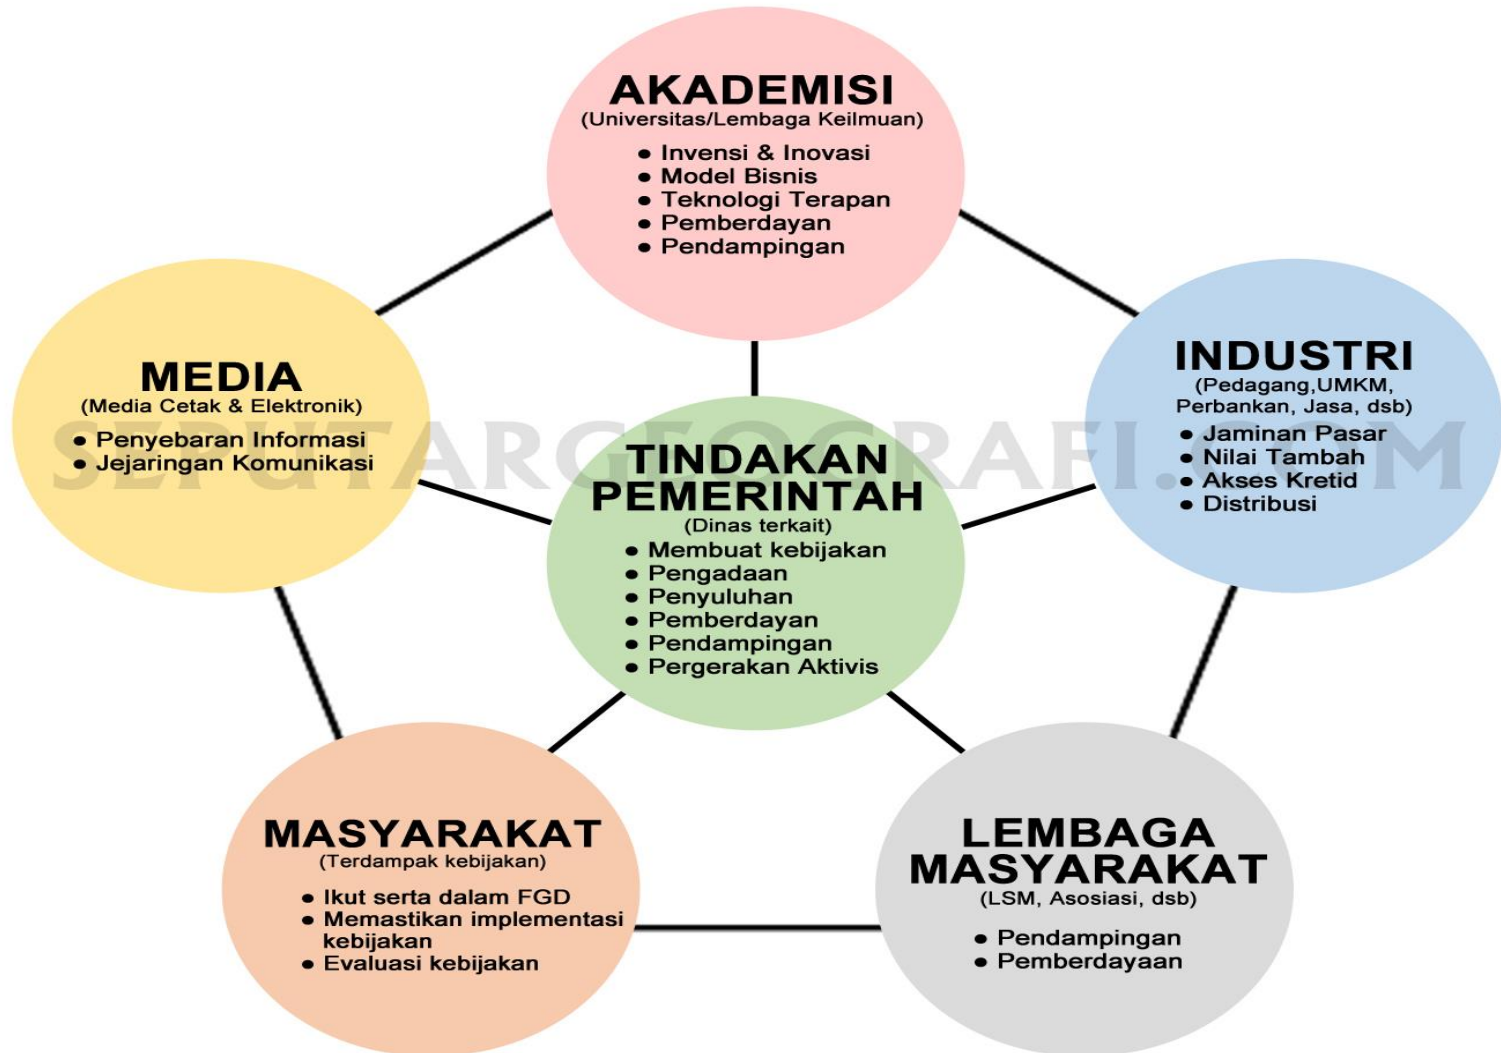 AKADEMISI
(Universitas/Lembaga Keilmuan)
● Invensi & Inovasi
● Model Bisnis
● Teknologi Terapan
● Pemberdayan
● Pendampingan
MEDIA
(Media Cetak & Elektronik)
● Penyebaran Informasi
● Jejaringan Komunikasi
INDUSTRI
(Pedagang,UMKM,
Perbankan, Jasa, dsb)
● Jaminan Pasar
● Nilai Tambah
● Akses Kretid
● Distribusi
SEPUTARGEOGRAFI.COM
TINDAKAN
PEMERINTAH
(Dinas terkait)
● Membuat kebijakan
● Pengadaan
● Penyuluhan
● Pemberdayan
● Pendampingan
● Pergerakan Aktivis
MASYARAKAT
(Terdampak kebijakan)
● Ikut serta dalam FGD
● Memastikan implementasi
kebijakan
● Evaluasi kebijakan
LEMBAGA
MASYARAKAT
(LSM, Asosiasi, dsb)
● Pendampingan
● Pemberdayaan